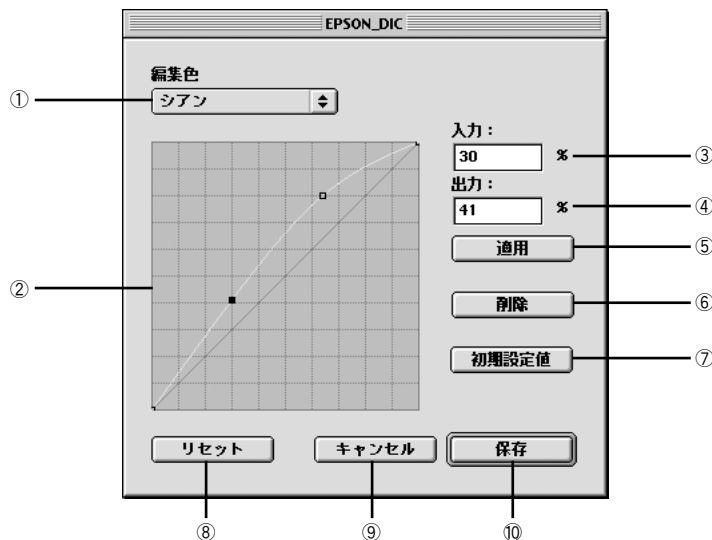 EPSON_DIC
編集色
① シアン
入力：
30 % ③
出力：
41 % ④
適用 ⑤
②
削除 ⑥
初期設定値 ⑦
リセット キャンセル 保存
⑧ ⑨ ⑩